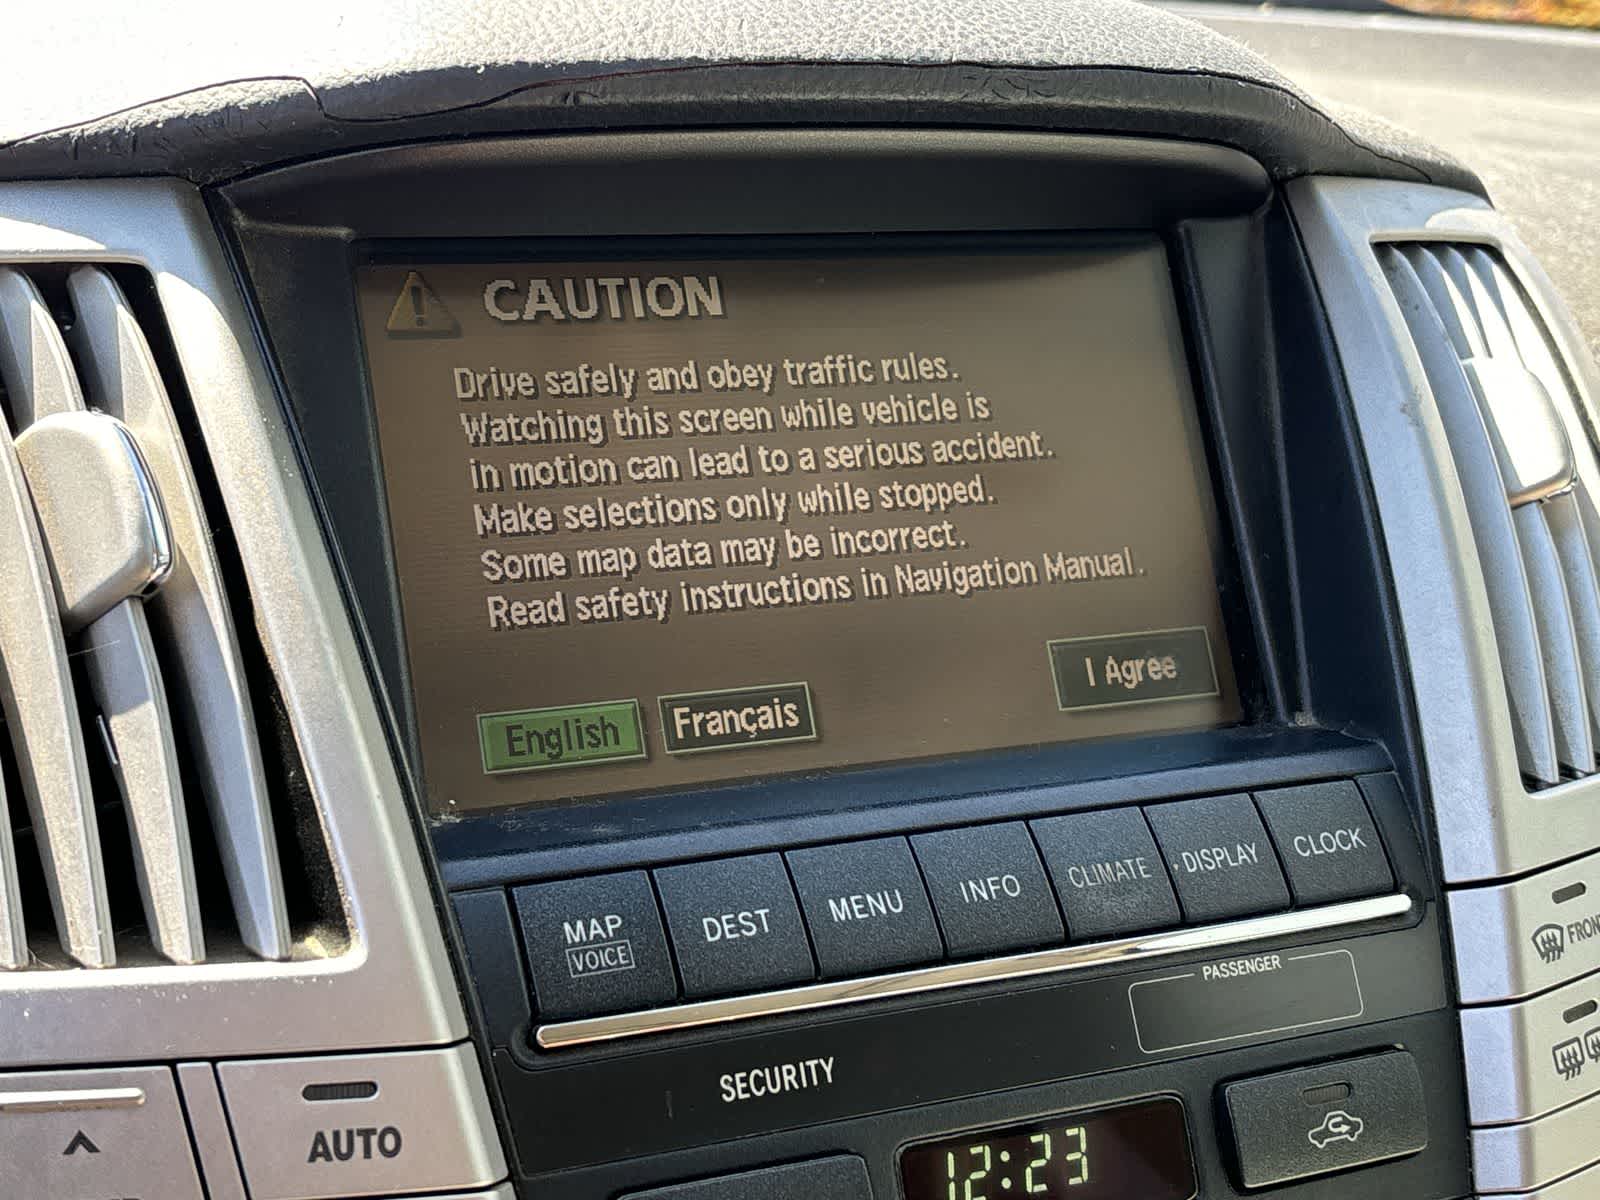 CAUTION
Drive safely and obey traffic rules.
Watching this screen while vehicle is
in motion can lead to a serious accident.
Make selections only while stopped.
Some map data may be incorrect.
Read safety instructions in Navigation Manual.
I Agree
English Français
MAP VOICE DEST MENU INFO CLIMATE DISPLAY CLOCK
PASSENGER
SECURITY
AUTO
12:23